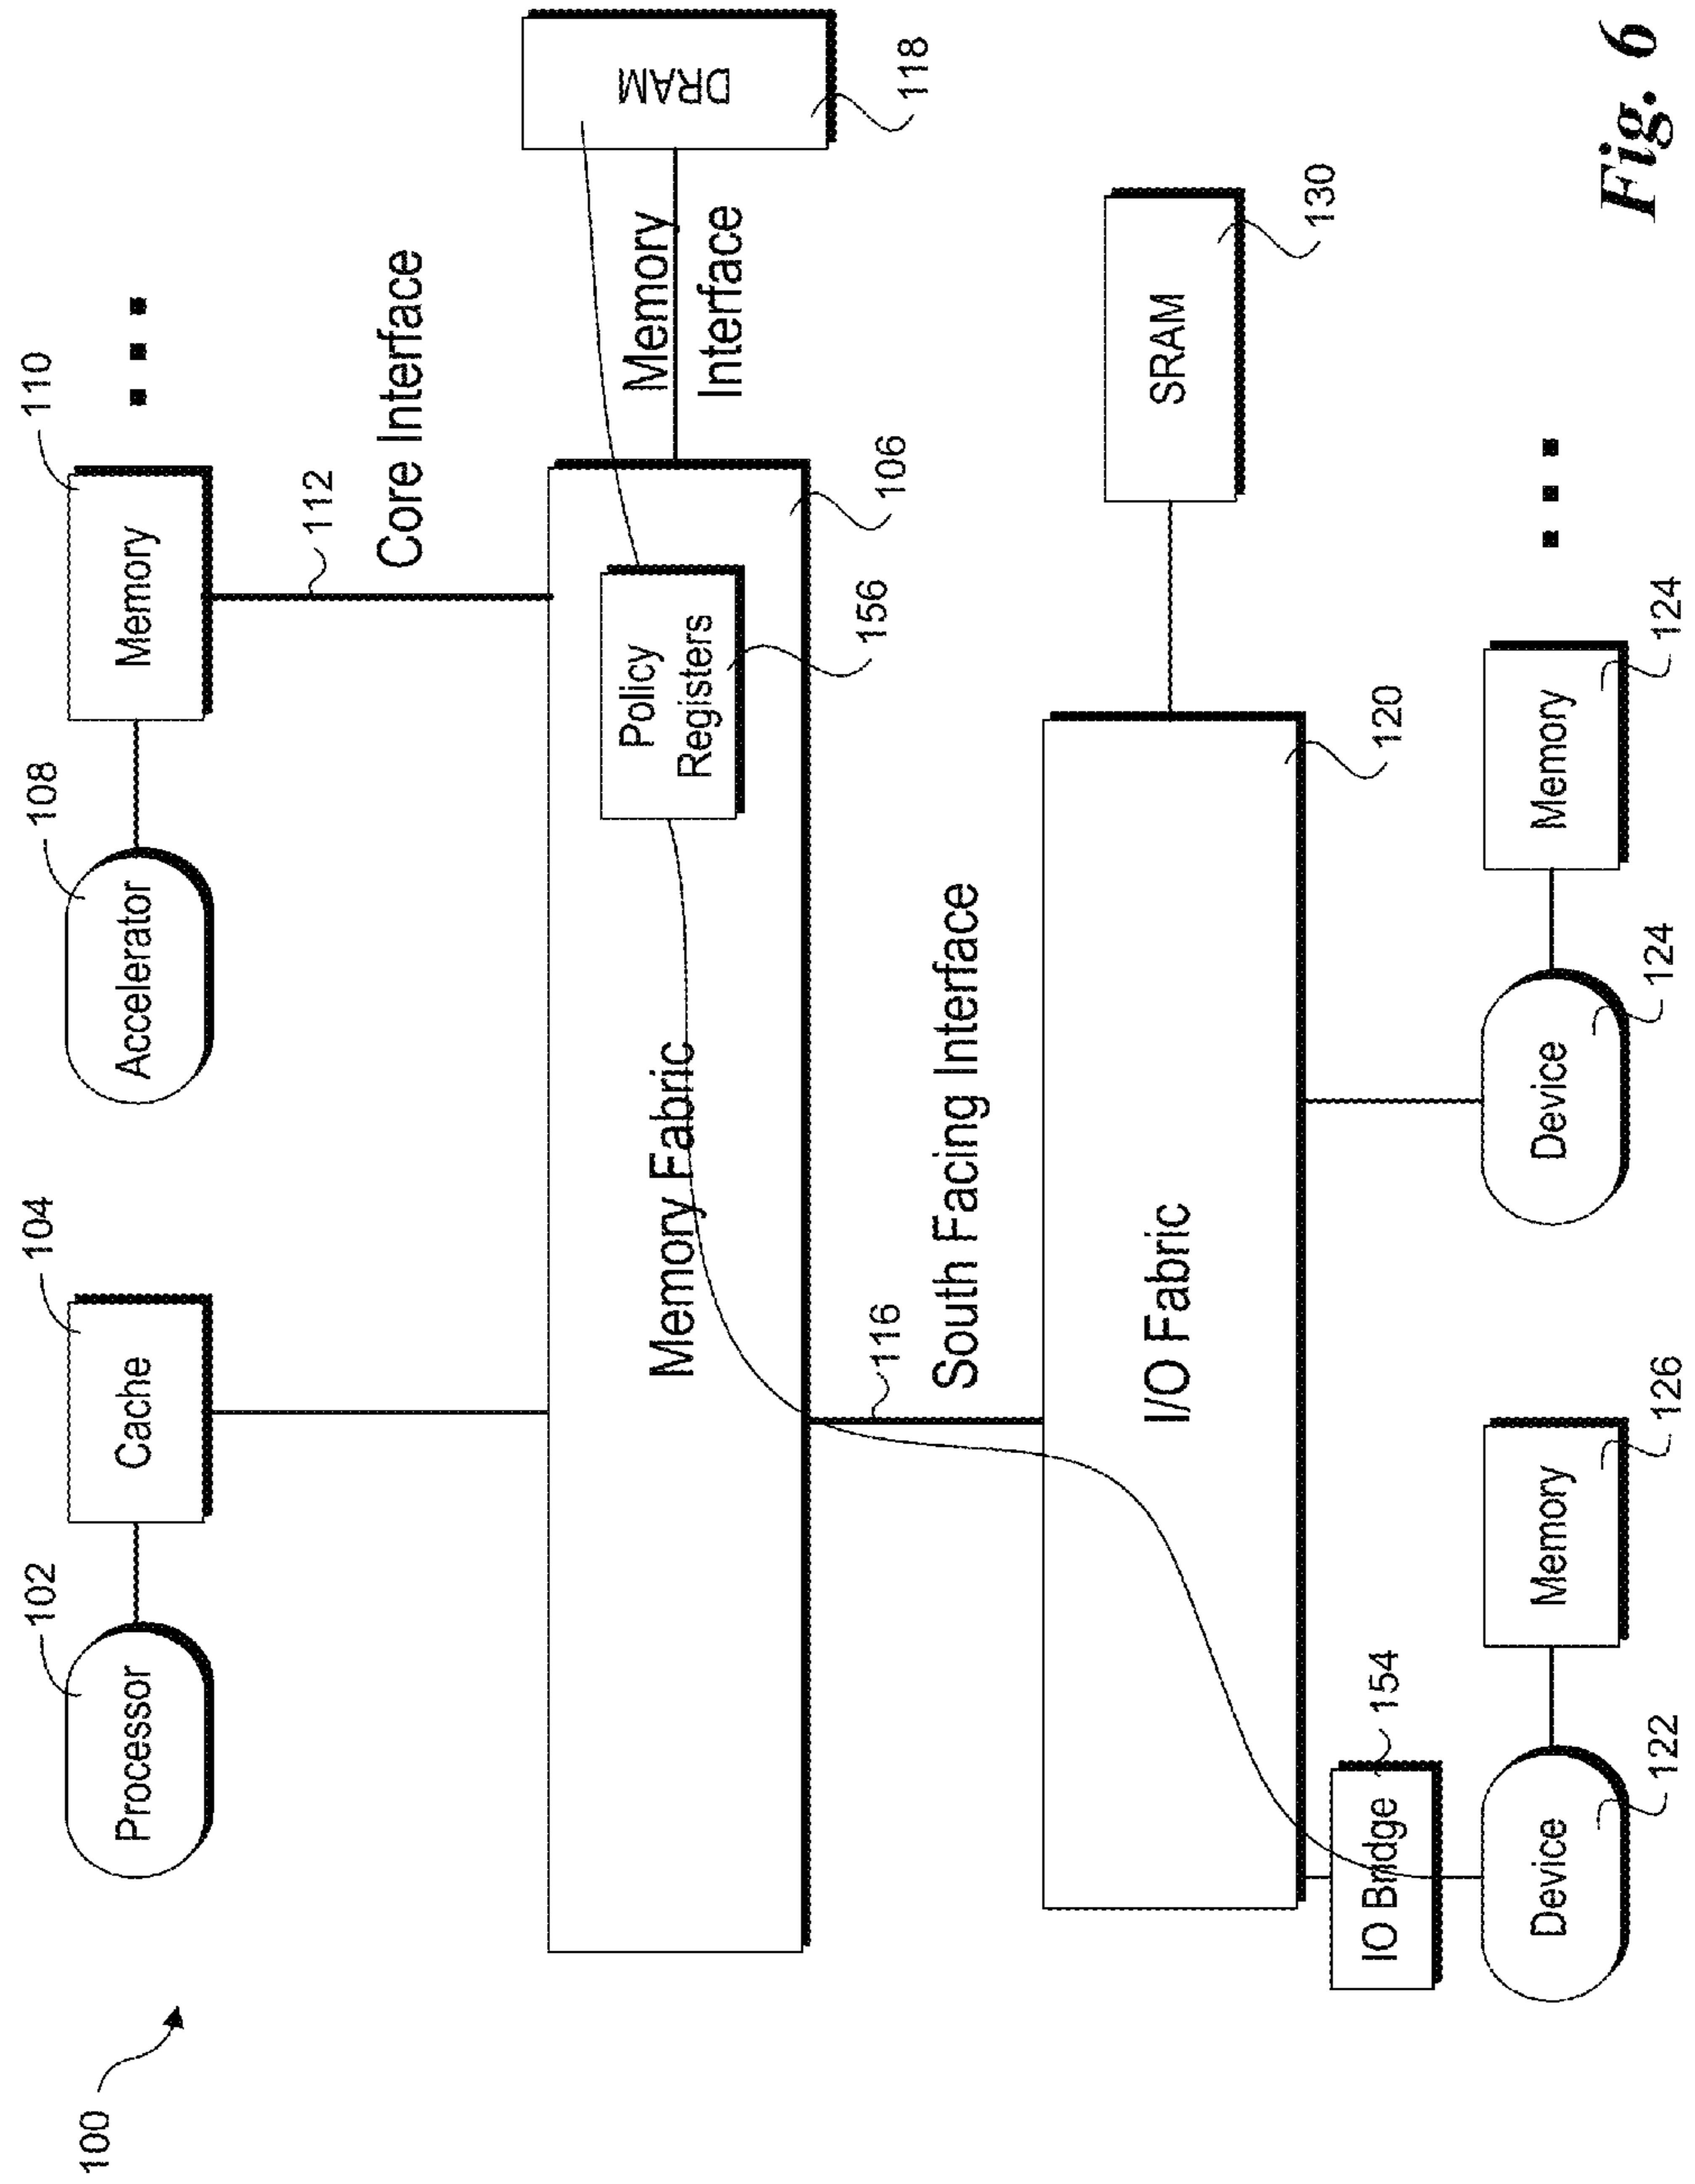 100
102
Processor
104
Cache
108
Accelerator
110
Memory
112
Core Interface
Memory Fabric
Policy
Registers
156
106
Memory
Interface
DRAM
118
116
South Facing Interface
I/O Fabric
120
SRAM
130
IO Bridge
154
Device
122
Memory
126
Device
124
Memory
124
Fig. 6